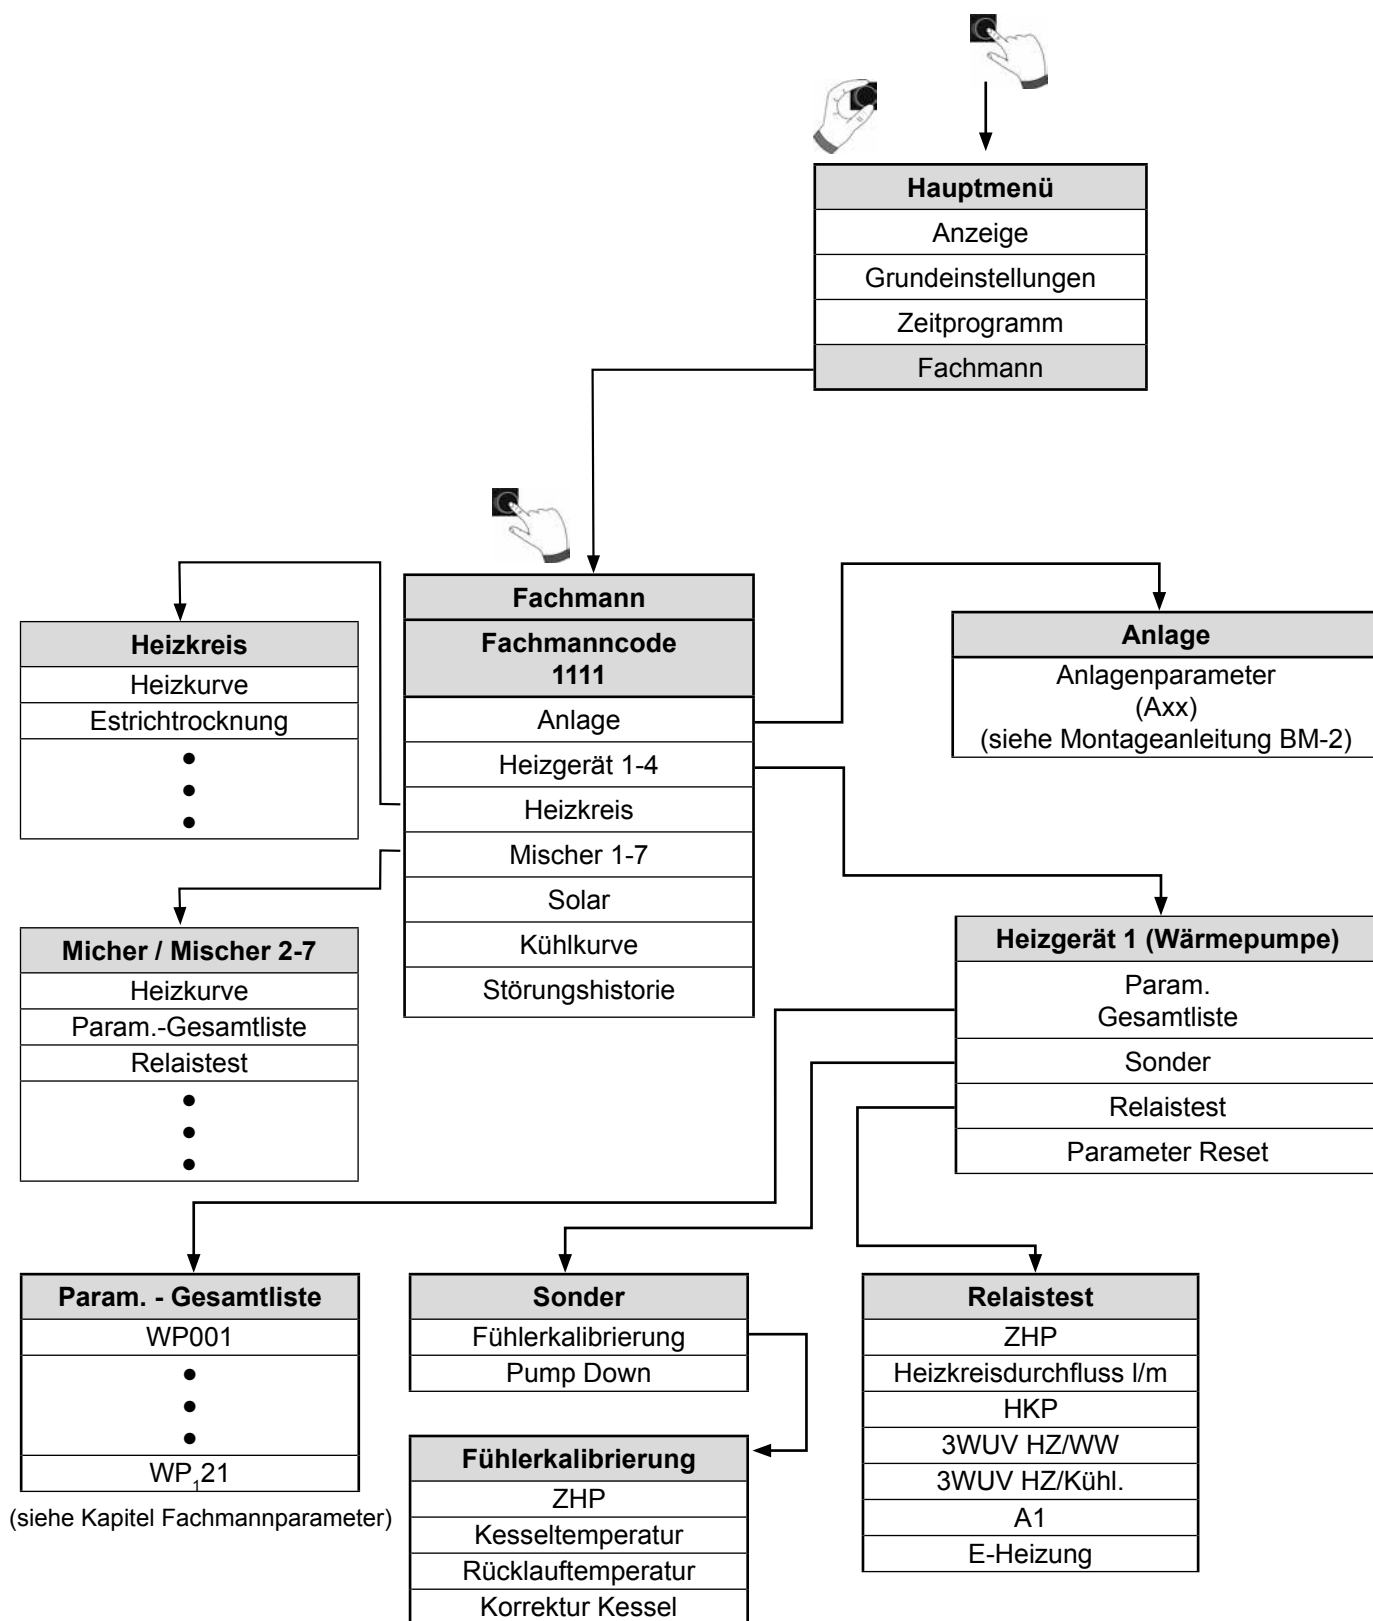 Hauptmenü
Anzeige
Grundeinstellungen
Zeitprogramm
Fachmann
Fachmann
Fachmanncode
1111
Anlage
Heizgerät 1-4
Heizkreis
Mischer 1-7
Solar
Kühlkurve
Störungshistorie
Heizkreis
Heizkurve
Estrichtrocknung
Anlage
Anlagenparameter
(Axx)
(siehe Montageanleitung BM-2)
Micher / Mischer 2-7
Heizkurve
Param.-Gesamtliste
Relaistest
Heizgerät 1 (Wärmepumpe)
Param.
Gesamtliste
Sonder
Relaistest
Parameter Reset
Param. - Gesamtliste
WP001
WP121
(siehe Kapitel Fachmannparameter)
Sonder
Fühlerkalibrierung
Pump Down
Fühlerkalibrierung
ZHP
Kesseltemperatur
Rücklauftemperatur
Korrektur Kessel
Relaistest
ZHP
Heizkreisdurchfluss l/m
HKP
3WUV HZ/WW
3WUV HZ/Kühl.
A1
E-Heizung